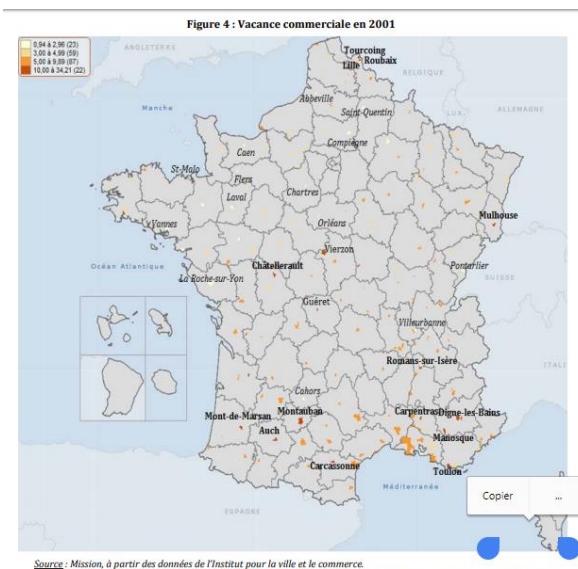 Figure 4 : Vacance commerciale en 2001
0,94 à 2,96 (23)
3,00 à 4,99 (59)
5,00 à 9,89 (87)
10,00 à 34,21 (22)
ANGLETERRE
Tourcoing
Roubaix
Lille
BELGIQUE
Abbeville
Manche
Saint-Quentin
LUX.
ALLEMAGNE
Compiègne
Caen
St-Malo
Flers
Laval
Chartres
Vannes
Orléans
Mulhouse
Vierzon
Océan Atlantique
Châtellerault
Pontarlier
SUISSE
La Roche-sur-Yon
Guéret
Villeurbanne
Romans-sur-Isère
ITALI
Cahors
Mont-de-Marsan
Montauban
Carpentras
Digne-les-Bains
Auch
Manosque
Carcassonne
Toulon
Méditerranée
Copier
...
ESPAGNE
Source : Mission, à partir des données de l'Institut pour la ville et le commerce.